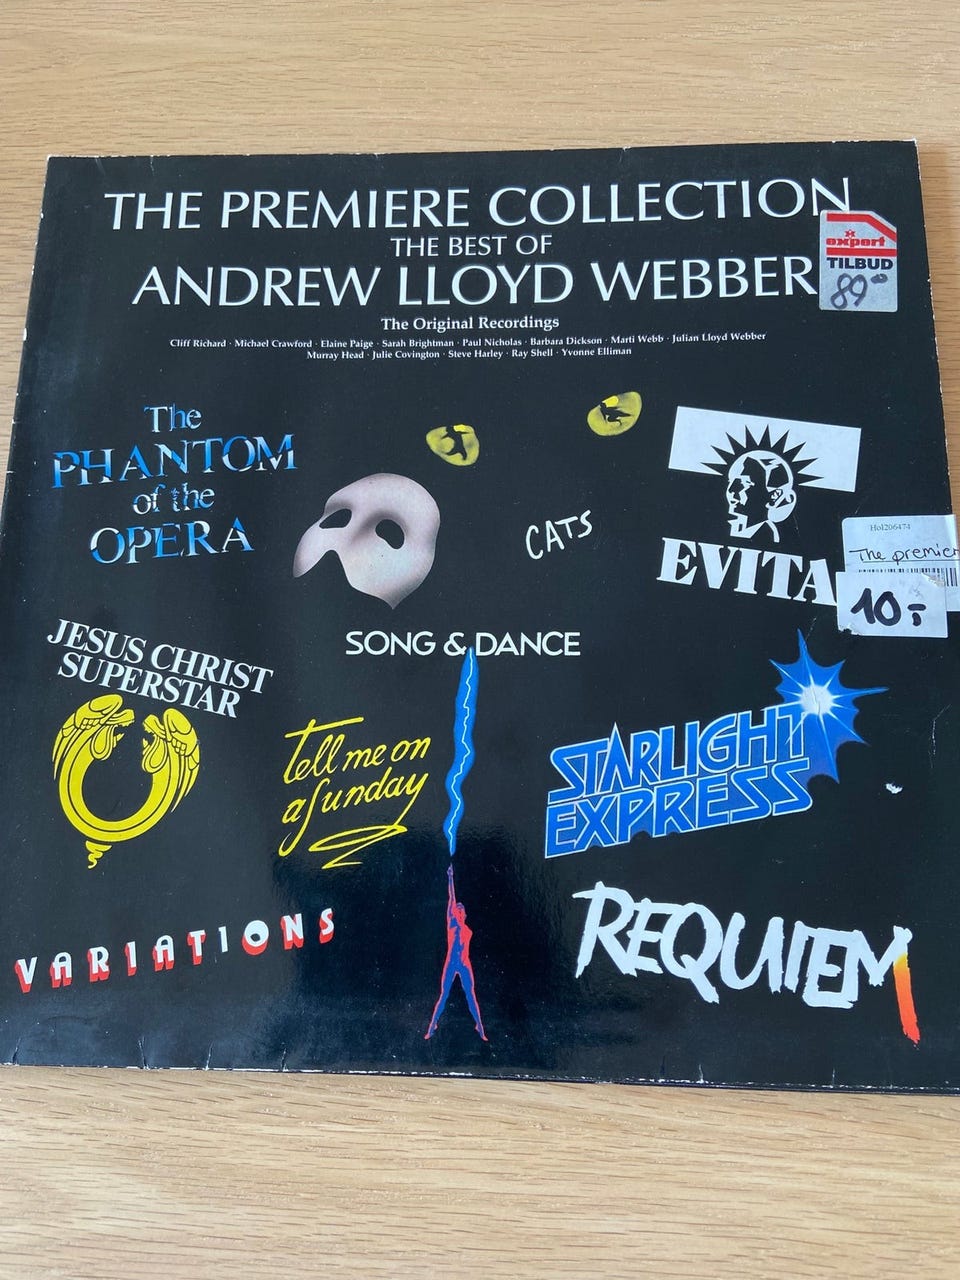 THE PREMIERE COLLECTION
THE BEST OF
ANDREW LLOYD WEBBER
expert
TILBUD
89⁰⁰
The Original Recordings
Cliff Richard · Michael Crawford · Elaine Paige · Sarah Brightman · Paul Nicholas · Barbara Dickson · Marti Webb · Julian Lloyd Webber
Murray Head · Julie Covington · Steve Harley · Ray Shell · Yvonne Elliman
The
PHANTOM
of the
OPERA
CATS
EVITA
Hol206474
The premier
10,-
JESUS CHRIST
SUPERSTAR
SONG & DANCE
tell me on
a sunday
STARLIGHT
EXPRESS
VARIATIONS
REQUIEM